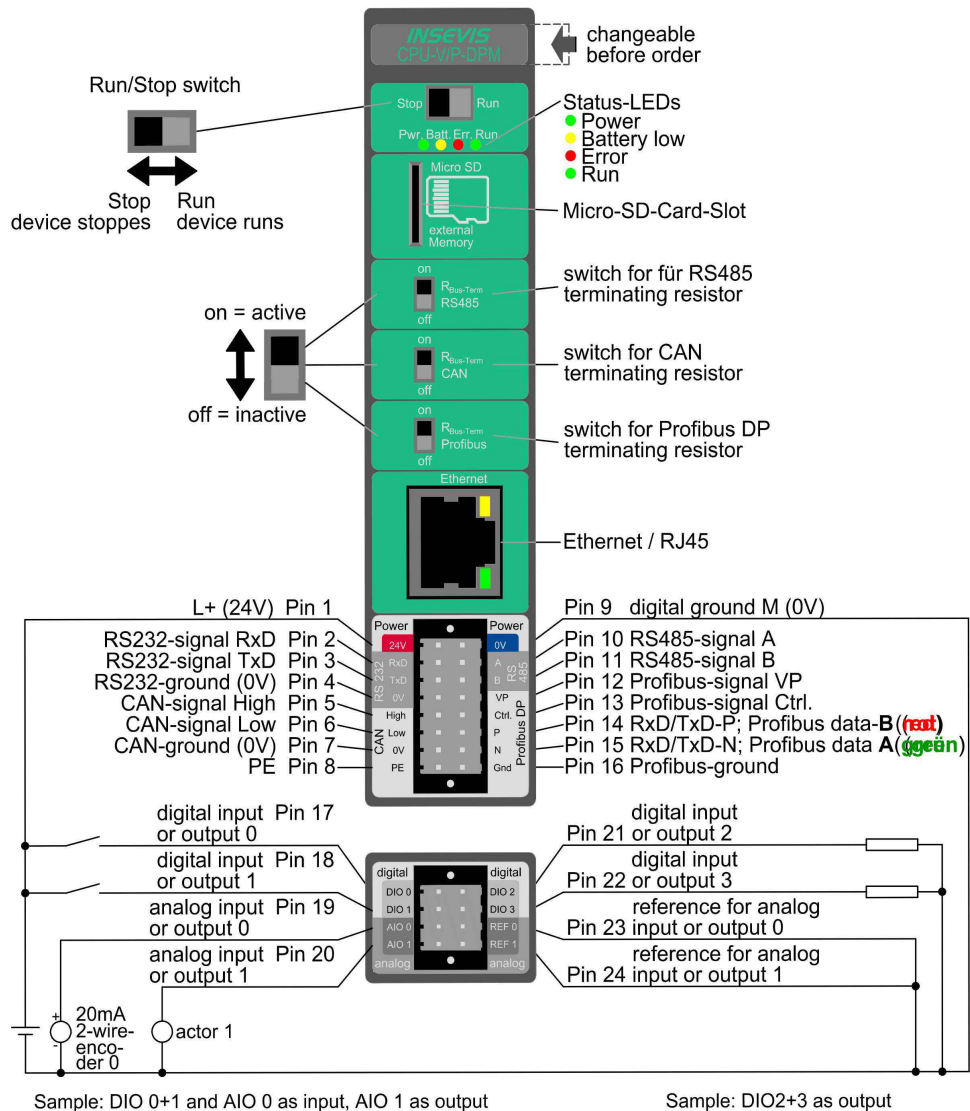 INSEVIS
CPU-V/P-DPM
changeable
before order
Run/Stop switch
Stop
device stoppes
Run
device runs
Stop
Run
Pwr. Batt. Err. Run
Status-LEDs
Power
Battery low
Error
Run
Micro SD
external
Memory
Micro-SD-Card-Slot
on
RBus-Term
RS485
off
switch for für RS485
terminating resistor
on = active
off = inactive
on
RBus-Term
CAN
off
switch for CAN
terminating resistor
on
RBus-Term
Profibus
off
switch for Profibus DP
terminating resistor
Ethernet
Ethernet / RJ45
L+ (24V) Pin 1
RS232-signal RxD Pin 2
RS232-signal TxD Pin 3
RS232-ground (0V) Pin 4
CAN-signal High Pin 5
CAN-signal Low Pin 6
CAN-ground (0V) Pin 7
PE Pin 8
Power
24V
RS 232
RxD
TxD
0V
CAN
High
Low
0V
PE
Power
0V
A
B
RS 485
VP
Ctrl.
P
N
Gnd
Profibus DP
Pin 9 digital ground M (0V)
Pin 10 RS485-signal A
Pin 11 RS485-signal B
Pin 12 Profibus-signal VP
Pin 13 Profibus-signal Ctrl.
Pin 14 RxD/TxD-P; Profibus data-B
Pin 15 RxD/TxD-N; Profibus data A
Pin 16 Profibus-ground
digital input Pin 17
or output 0
digital input Pin 18
or output 1
analog input Pin 19
or output 0
analog input Pin 20
or output 1
digital
DIO 0
DIO 1
AIO 0
AIO 1
analog
digital
DIO 2
DIO 3
REF 0
REF 1
analog
digital input
Pin 21 or output 2
digital input
Pin 22 or output 3
reference for analog
Pin 23 input or output 0
reference for analog
Pin 24 input or output 1
+
-
20mA
2-wire-
enco-
der 0
actor 1
Sample: DIO 0+1 and AIO 0 as input, AIO 1 as output
Sample: DIO2+3 as output